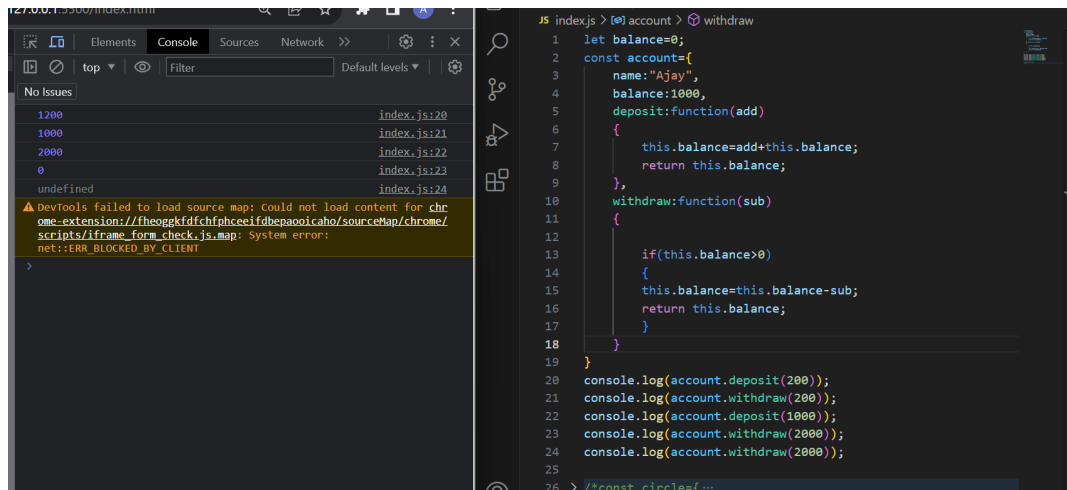 127.0.0.1:5500/index.html
Elements Console Sources Network
top Filter Default levels
No Issues
1200 index.js:20
1000 index.js:21
2000 index.js:22
0 index.js:23
undefined index.js:24
DevTools failed to load source map: Could not load content for chr
ome-extension://fheoggkfdfchfphceeifdbepaooicaho/sourceMap/chrome/
scripts/iframe_form_check.js.map: System error:
net::ERR_BLOCKED_BY_CLIENT
JS index.js > account > withdraw
1 let balance=0;
2 const account={
3 name:"Ajay",
4 balance:1000,
5 deposit:function(add)
6 {
7 this.balance=add+this.balance;
8 return this.balance;
9 },
10 withdraw:function(sub)
11 {
12
13 if(this.balance>0)
14 {
15 this.balance=this.balance-sub;
16 return this.balance;
17 }
18 }
19 }
20 console.log(account.deposit(200));
21 console.log(account.withdraw(200));
22 console.log(account.deposit(1000));
23 console.log(account.withdraw(2000));
24 console.log(account.withdraw(2000));
25
26 > /*const circle={ …